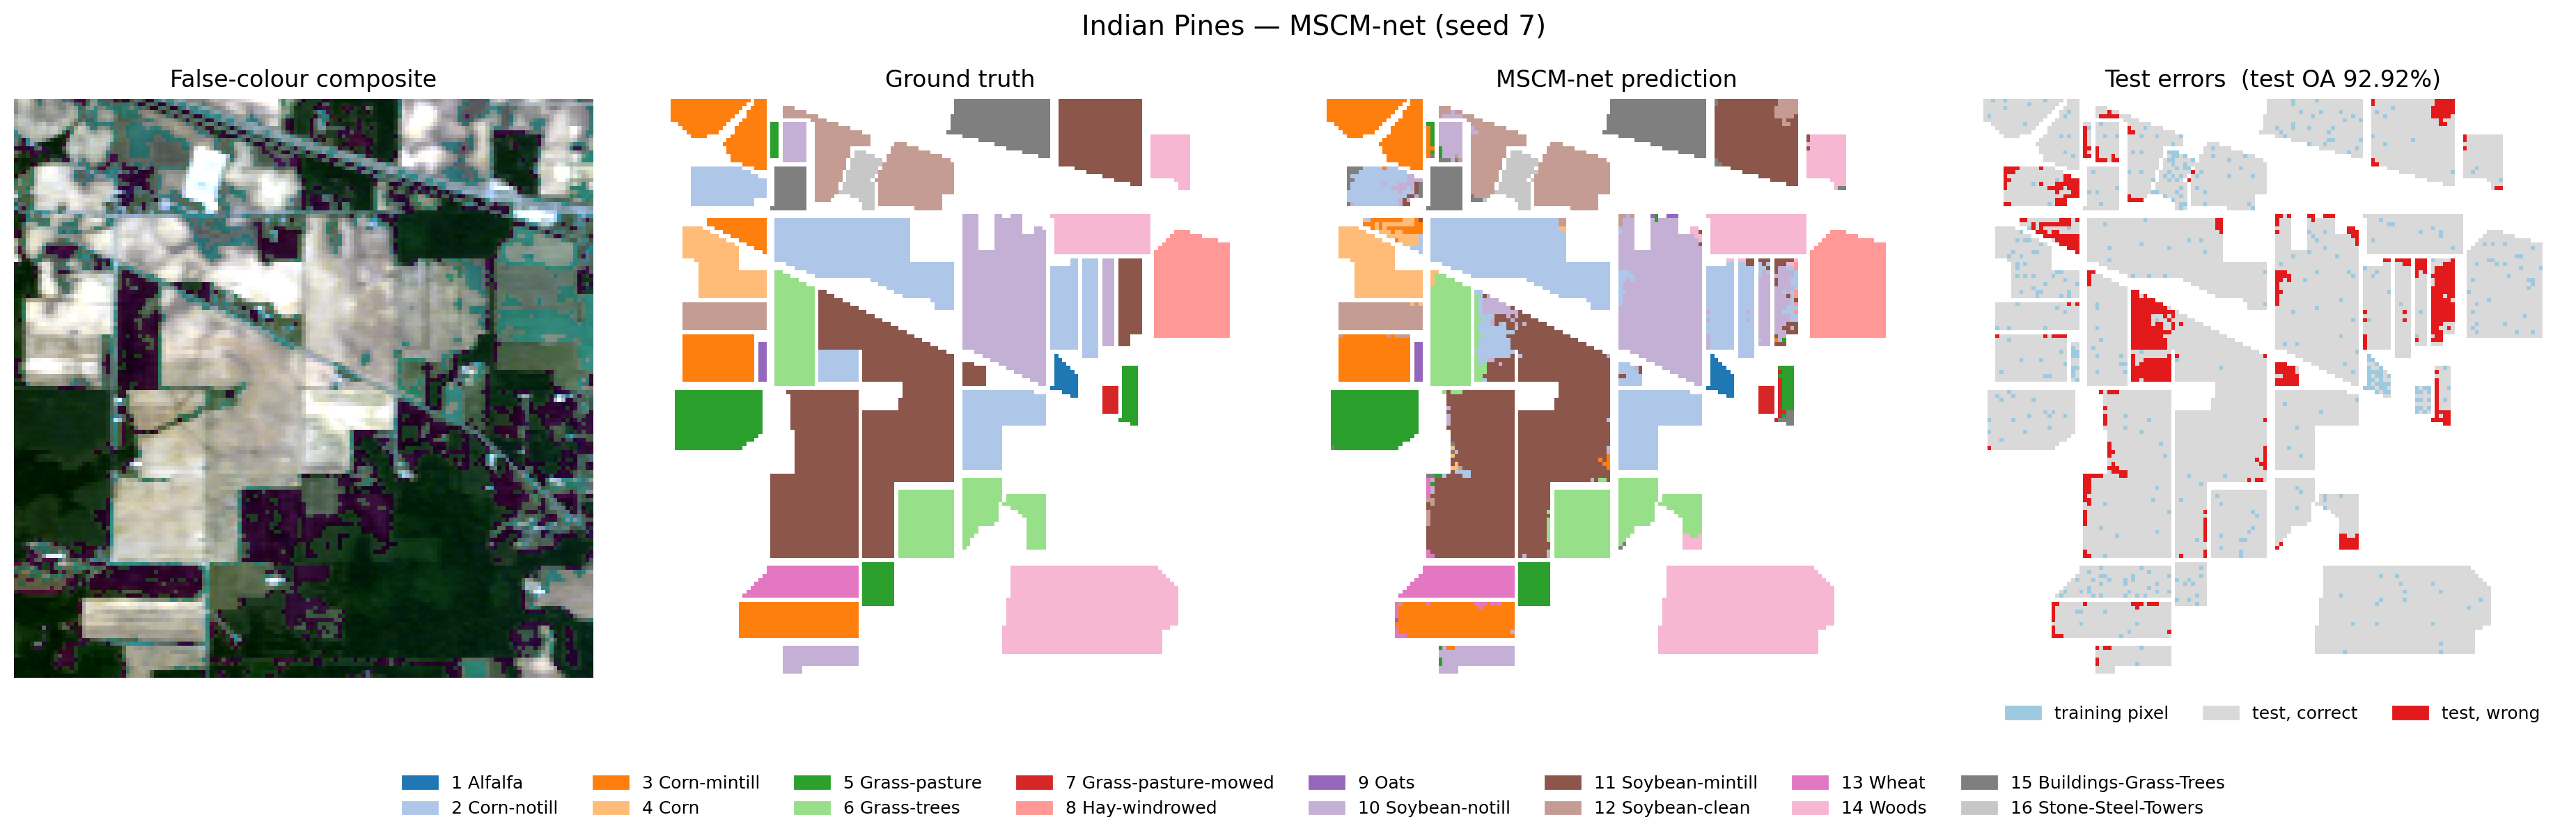 Indian Pines — MSCM-net (seed 7)
False-colour composite
Ground truth
MSCM-net prediction
Test errors (test OA 92.92%)
training pixel
test, correct
test, wrong
1 Alfalfa
2 Corn-notill
3 Corn-mintill
4 Corn
5 Grass-pasture
6 Grass-trees
7 Grass-pasture-mowed
8 Hay-windrowed
9 Oats
10 Soybean-notill
11 Soybean-mintill
12 Soybean-clean
13 Wheat
14 Woods
15 Buildings-Grass-Trees
16 Stone-Steel-Towers